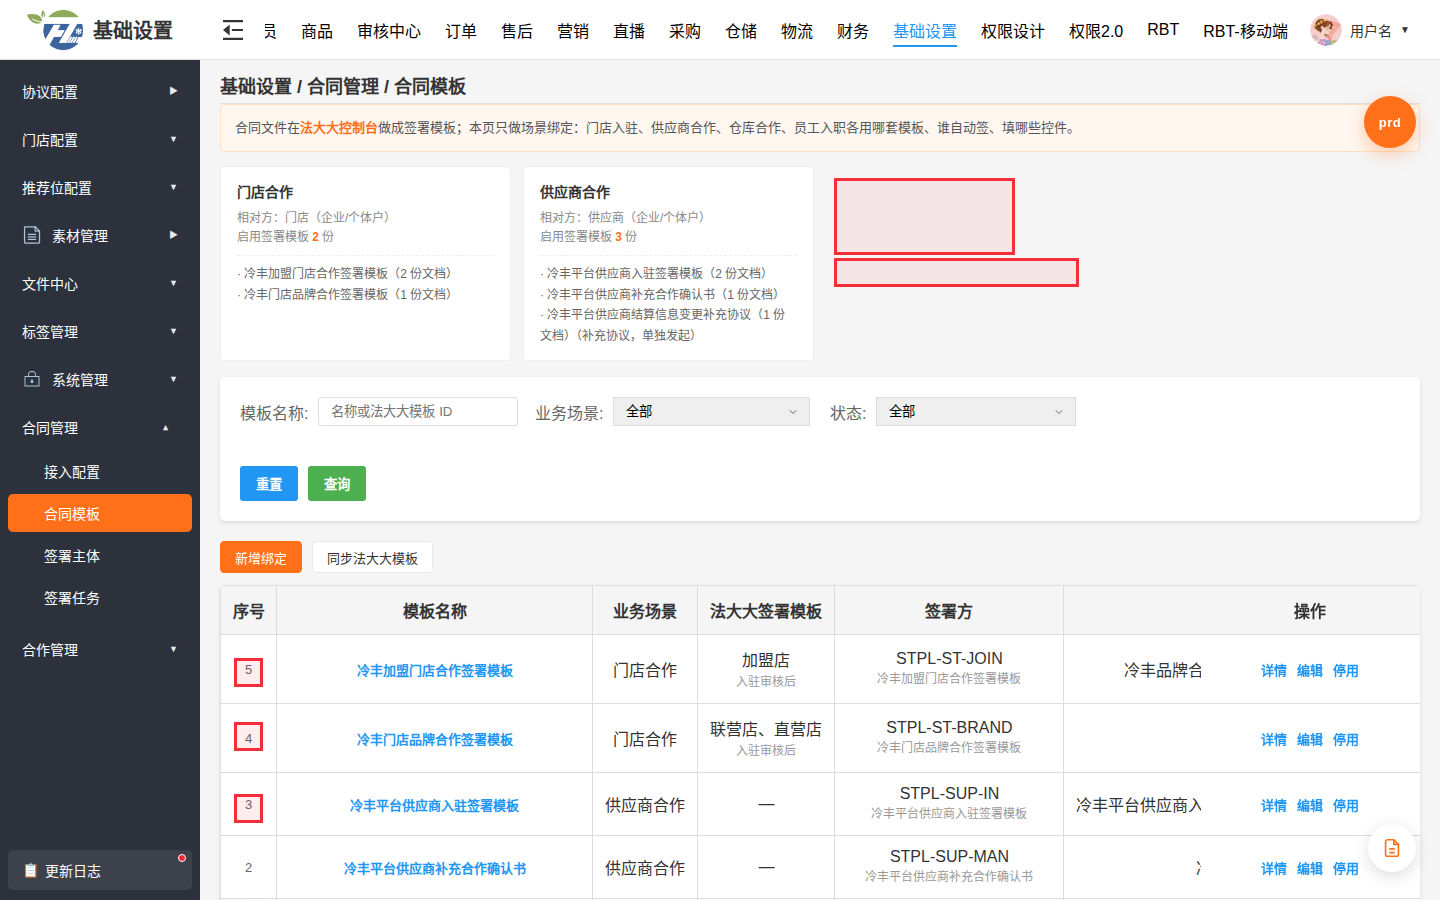 基础设置
员 商品 审核中心 订单 售后 营销 直播 采购 仓储 物流 财务 基础设置 权限设计 权限2.0 RBT RBT-移动端 用户名 ▼
协议配置 ▶
门店配置 ▼
推荐位配置 ▼
素材管理 ▶
文件中心 ▼
标签管理 ▼
系统管理 ▼
合同管理 ▲
接入配置
合同模板
签署主体
签署任务
合作管理 ▼
更新日志
基础设置 / 合同管理 / 合同模板
合同文件在法大大控制台做成签署模板；本页只做场景绑定：门店入驻、供应商合作、仓库合作、员工入职各用哪套模板、谁自动签、填哪些控件。
prd
门店合作
相对方：门店（企业/个体户）
启用签署模板 2 份
· 冷丰加盟门店合作签署模板（2 份文档）
· 冷丰门店品牌合作签署模板（1 份文档）
供应商合作
相对方：供应商（企业/个体户）
启用签署模板 3 份
· 冷丰平台供应商入驻签署模板（2 份文档）
· 冷丰平台供应商补充合作确认书（1 份文档）
· 冷丰平台供应商结算信息变更补充协议（1 份
文档）（补充协议，单独发起）
模板名称: 名称或法大大模板 ID 业务场景: 全部 状态: 全部
重置 查询
新增绑定 同步法大大模板
序号 模板名称 业务场景 法大大签署模板 签署方 操作
5 冷丰加盟门店合作签署模板 门店合作 加盟店 STPL-ST-JOIN 冷丰品牌合 详情 编辑 停用
入驻审核后 冷丰加盟门店合作签署模板
4 冷丰门店品牌合作签署模板 门店合作 联营店、直营店 STPL-ST-BRAND 详情 编辑 停用
入驻审核后 冷丰门店品牌合作签署模板
3 冷丰平台供应商入驻签署模板 供应商合作 — STPL-SUP-IN 冷丰平台供应商入 详情 编辑 停用
冷丰平台供应商入驻签署模板
2 冷丰平台供应商补充合作确认书 供应商合作 — STPL-SUP-MAN 详情 编辑 停用
冷丰平台供应商补充合作确认书